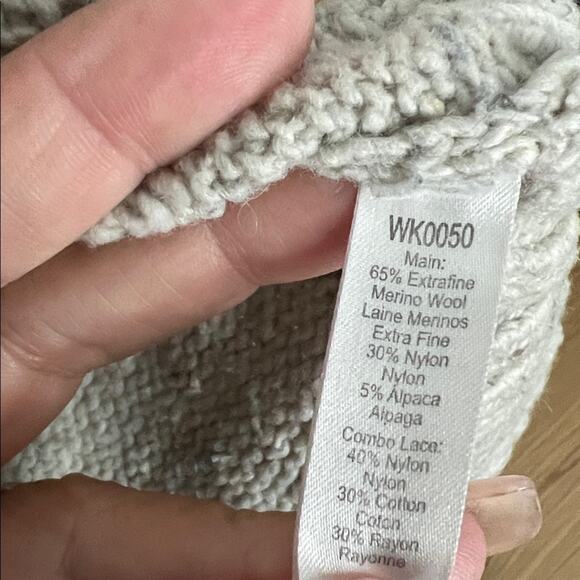 WK0050
Main:
65% Extrafine
Merino Wool
Laine Merinos
Extra Fine
30% Nylon
Nylon
5% Alpaca
Alpaga
Combo Lace:
40% Nylon
Nylon
30% Cotton
Coton
30% Rayon
Rayonne